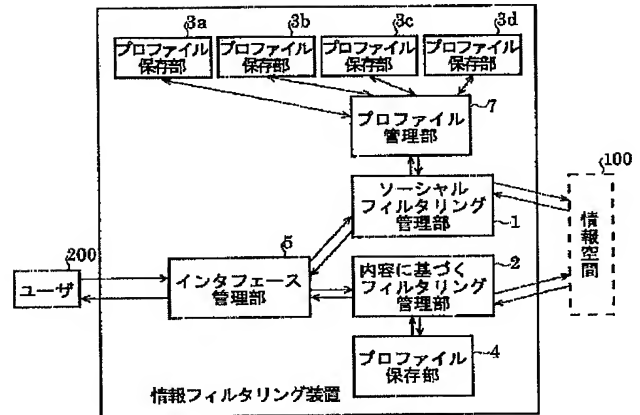 3a
3b
3c
3d
プロファイル
保存部
プロファイル
保存部
プロファイル
保存部
プロファイル
保存部
7
プロファイル
管理部
100
ソーシャル
フィルタリング
管理部
1
情報空間
200
5
2
ユーザ
インタフェース
管理部
内容に基づく
フィルタリング
管理部
プロファイル
保存部
4
情報フィルタリング装置